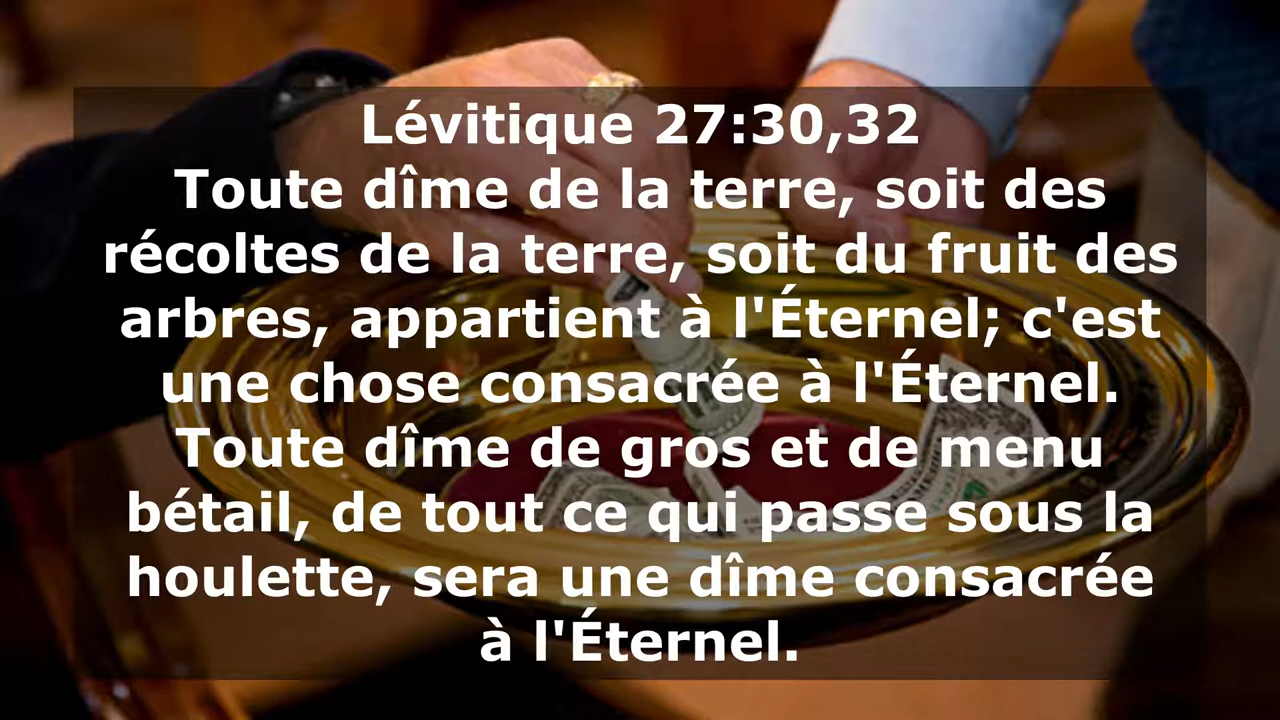 Lévitique 27:30,32
Toute dîme de la terre, soit des
récoltes de la terre, soit du fruit des
arbres, appartient à l'Éternel; c'est
une chose consacrée à l'Éternel.
Toute dîme de gros et de menu
bétail, de tout ce qui passe sous la
houlette, sera une dîme consacrée
à l'Éternel.